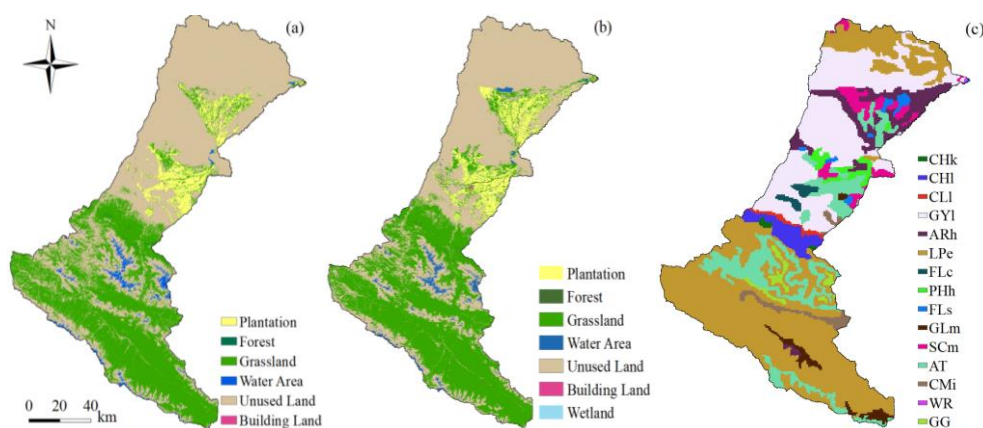 (a)
(b)
(c)
N
CHk
CHl
CLl
GYl
ARh
LPe
FLc
PHh
FLs
GLm
SCm
AT
CMi
WR
GG
Plantation
Forest
Grassland
Water Area
Unused Land
Building Land
Plantation
Forest
Grassland
Water Area
Unused Land
Building Land
Wetland
0 20 40
km